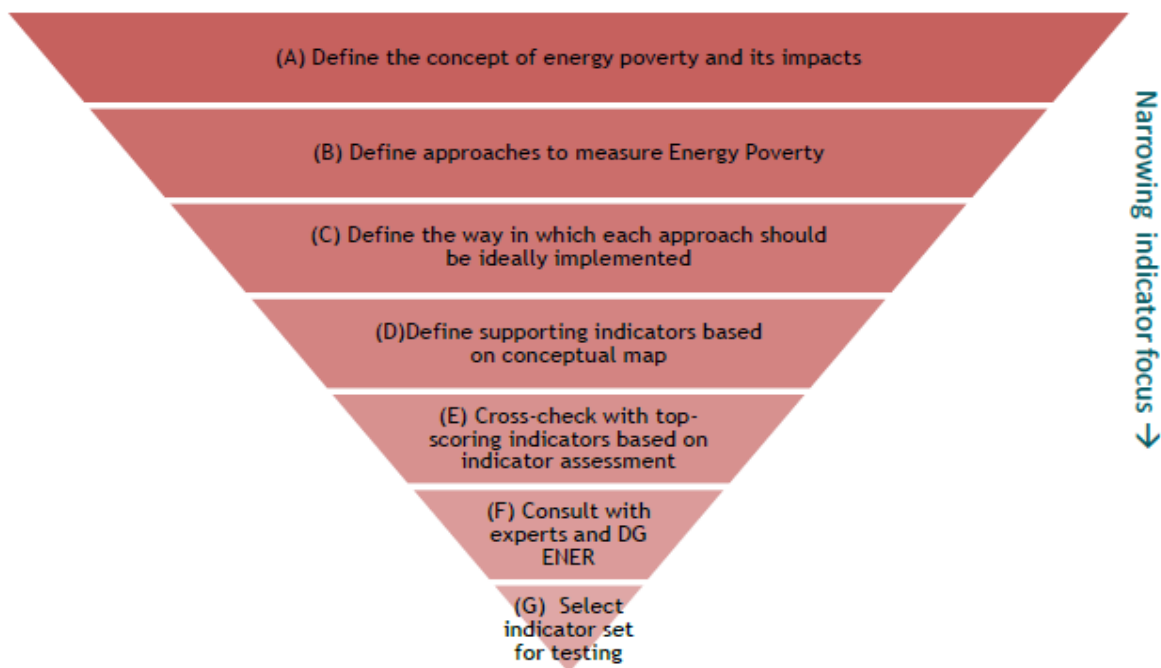 (A) Define the concept of energy poverty and its impacts
(B) Define approaches to measure Energy Poverty
(C) Define the way in which each approach should
be ideally implemented
(D)Define supporting indicators based
on conceptual map
(E) Cross-check with top-
scoring indicators based on
indicator assessment
(F) Consult with
experts and DG
ENER
(G) Select
indicator set
for testing
Narrowing indicator focus →